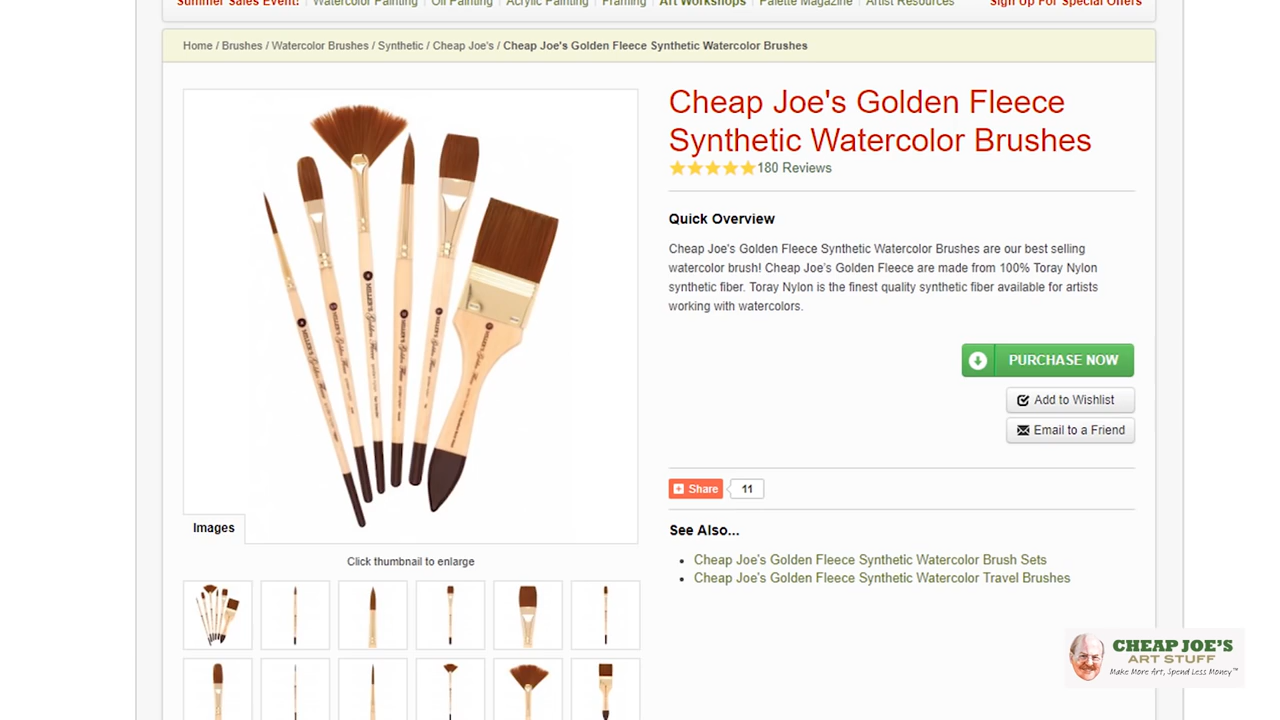 Summer Sales Event! Watercolor Painting Oil Painting Acrylic Painting Framing Art Workshops Palette Magazine Artist Resources Sign Up For Special Offers
Home / Brushes / Watercolor Brushes / Synthetic / Cheap Joe's / Cheap Joe's Golden Fleece Synthetic Watercolor Brushes
Cheap Joe's Golden Fleece
Synthetic Watercolor Brushes
180 Reviews
Quick Overview
Cheap Joe's Golden Fleece Synthetic Watercolor Brushes are our best selling
watercolor brush! Cheap Joe's Golden Fleece are made from 100% Toray Nylon
synthetic fiber. Toray Nylon is the finest quality synthetic fiber available for artists
working with watercolors.
PURCHASE NOW
Add to Wishlist
Email to a Friend
Share 11
See Also...
Cheap Joe's Golden Fleece Synthetic Watercolor Brush Sets
Cheap Joe's Golden Fleece Synthetic Watercolor Travel Brushes
Images
Click thumbnail to enlarge
CHEAP JOE'S
ART STUFF
Make More Art, Spend Less Money™